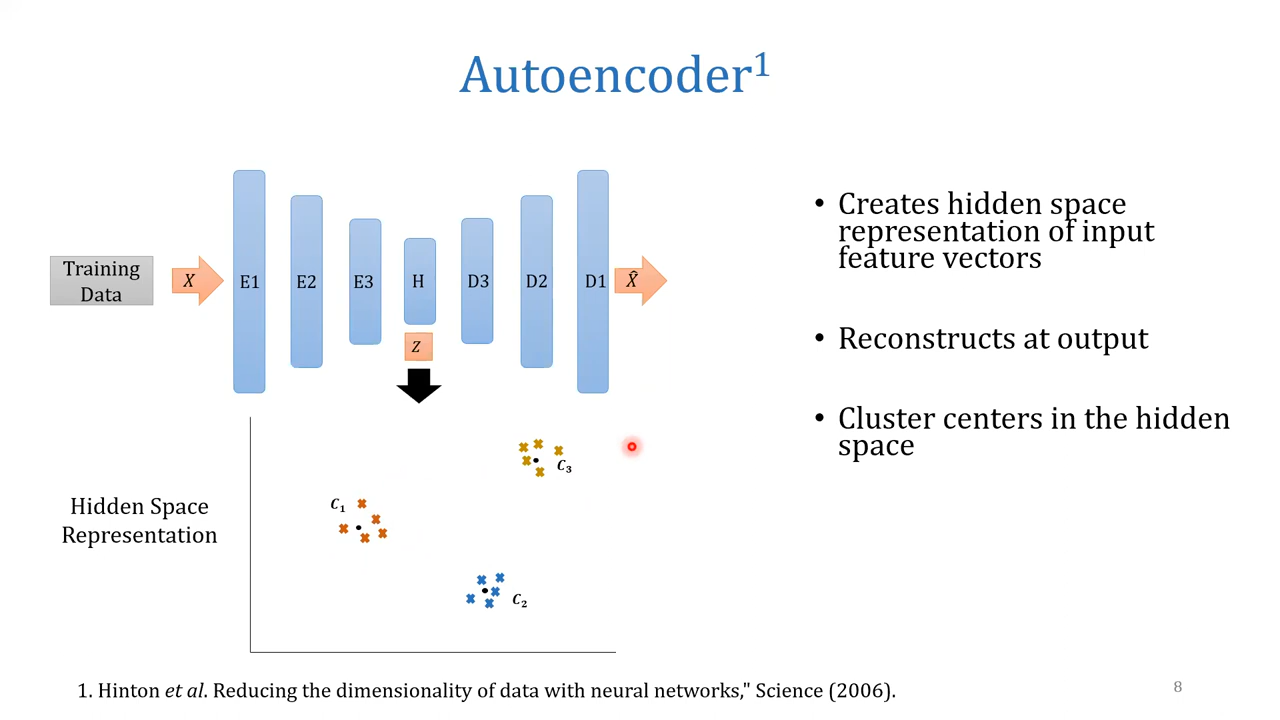 Autoencoder¹
Training
Data
X
E1
E2
E3
H
D3
D2
D1
X̂
Z
• Creates hidden space
representation of input
feature vectors
• Reconstructs at output
• Cluster centers in the hidden
space
Hidden Space
Representation
C₁
C₂
C₃
1. Hinton et al. Reducing the dimensionality of data with neural networks," Science (2006).
8